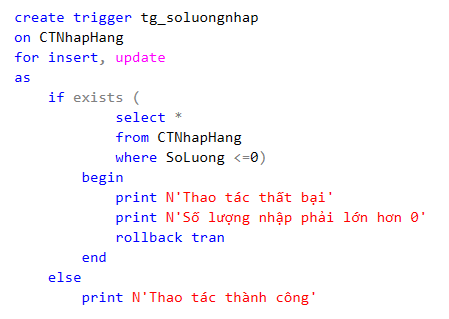 create trigger tg_soluongnhap
on CTNhapHang
for insert, update
as
    if exists (
            select *
            from CTNhapHang
            where SoLuong <=0)
        begin
            print N'Thao tác thất bại'
            print N'Số lượng nhập phải lớn hơn 0'
            rollback tran
        end
    else
        print N'Thao tác thành công'